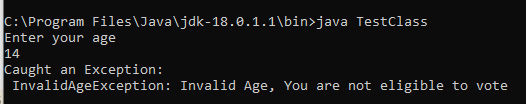 C:\Program Files\Java\jdk-18.0.1.1\bin>java TestClass
Enter your age
14
Caught an Exception:
 InvalidAgeException: Invalid Age, You are not eligible to vote